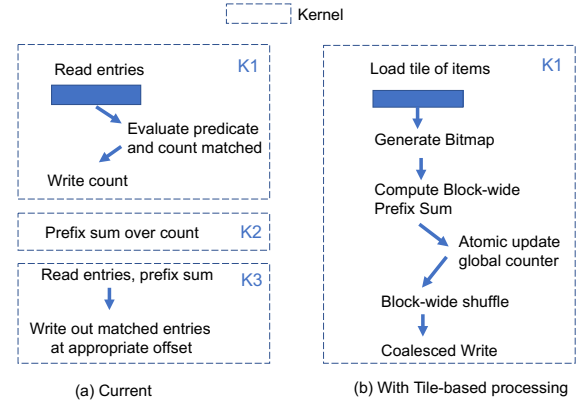 Kernel
K1
Read entries
Evaluate predicate
and count matched
Write count
Prefix sum over count
K2
Read entries, prefix sum
K3
Write out matched entries
at appropriate offset
(a) Current
K1
Load tile of items
Generate Bitmap
Compute Block-wide
Prefix Sum
Atomic update
global counter
Block-wide shuffle
Coalesced Write
(b) With Tile-based processing